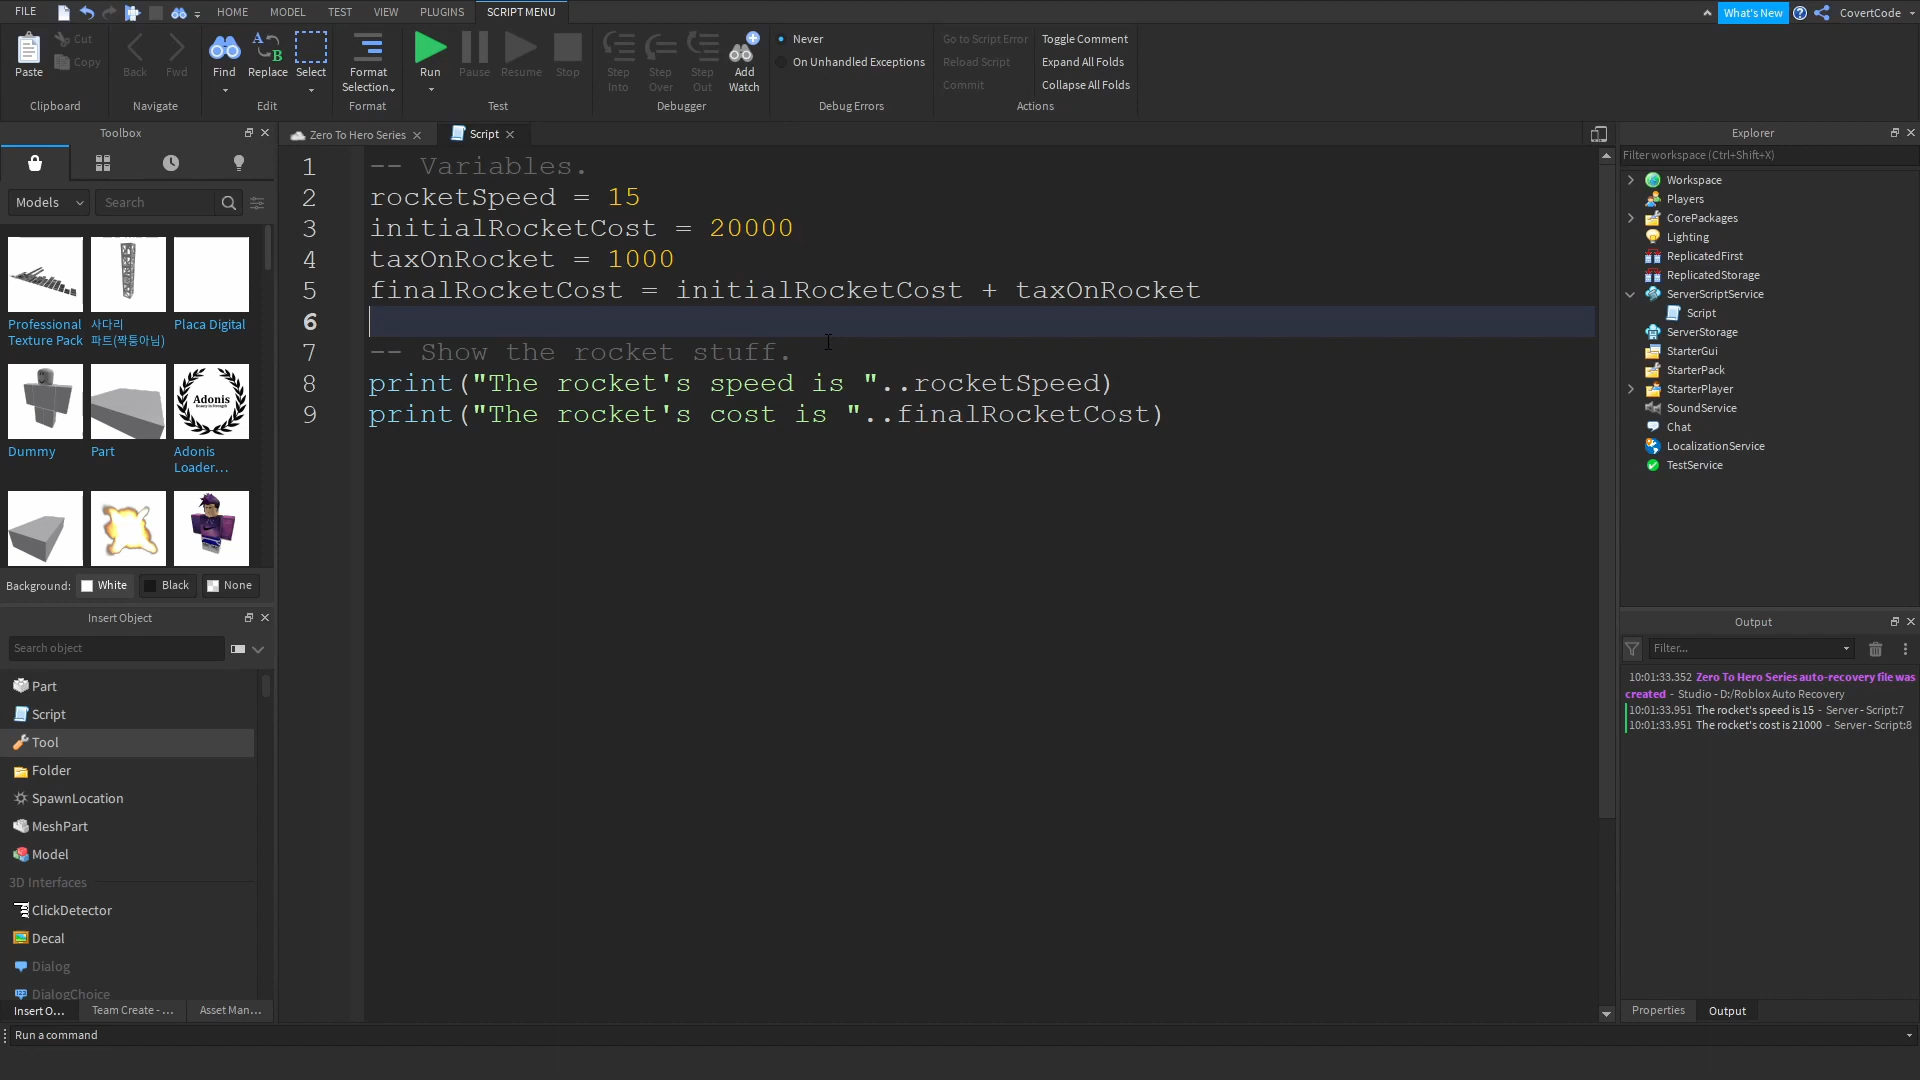 FILE HOME MODEL TEST VIEW PLUGINS SCRIPT MENU What's New CovertCode
Paste Cut Copy Clipboard
Back Fwd Navigate
Find Replace Select Edit
Format Selection Format
Run Pause Resume Stop Test
Step Into Step Over Step Out Add Watch Debugger
Never
On Unhandled Exceptions
Debug Errors
Go to Script Error Toggle Comment
Reload Script Expand All Folds
Commit Collapse All Folds
Actions
Toolbox
Models Search
Professional Texture Pack
사다리 파트(짝퉁아님)
Placa Digital
Adonis
Dummy
Part
Adonis Loader...
Background: White Black None
Insert Object
Search object
Part
Script
Tool
Folder
SpawnLocation
MeshPart
Model
3D Interfaces
ClickDetector
Decal
Dialog
DialogChoice
Insert O... Team Create - ... Asset Man...
Run a command
Zero To Hero Series Script
1 -- Variables.
2 rocketSpeed = 15
3 initialRocketCost = 20000
4 taxOnRocket = 1000
5 finalRocketCost = initialRocketCost + taxOnRocket
6
7 -- Show the rocket stuff.
8 print("The rocket's speed is "..rocketSpeed)
9 print("The rocket's cost is "..finalRocketCost)
Explorer
Filter workspace (Ctrl+Shift+X)
Workspace
Players
CorePackages
Lighting
ReplicatedFirst
ReplicatedStorage
ServerScriptService
Script
ServerStorage
StarterGui
StarterPack
StarterPlayer
SoundService
Chat
LocalizationService
TestService
Output
Filter...
10:01:33.352 Zero To Hero Series auto-recovery file was
created - Studio - D:/Roblox Auto Recovery
10:01:33.951 The rocket's speed is 15 - Server - Script:7
10:01:33.951 The rocket's cost is 21000 - Server - Script:8
Properties Output